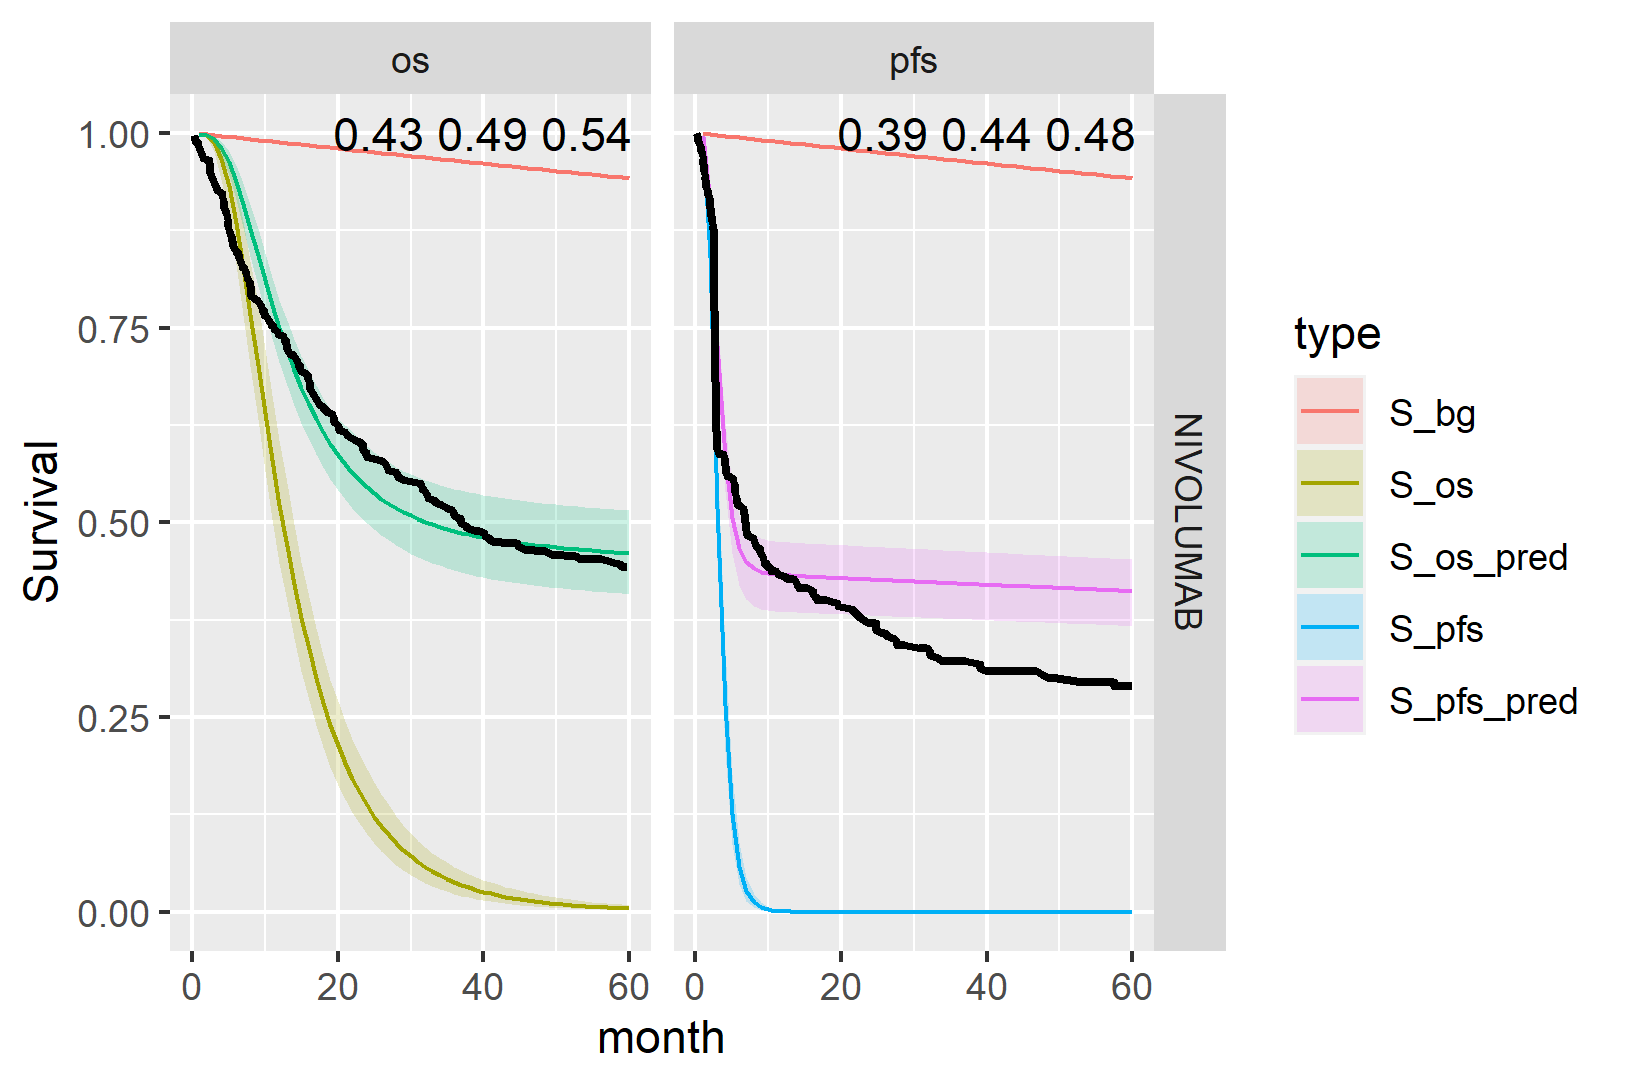 os
pfs
0.43 0.49 0.54
0.39 0.44 0.48
1.00
0.75
0.50
0.25
0.00
Survival
0
20
40
60
0
20
40
60
month
NIVOLUMAB
type
S_bg
S_os
S_os_pred
S_pfs
S_pfs_pred